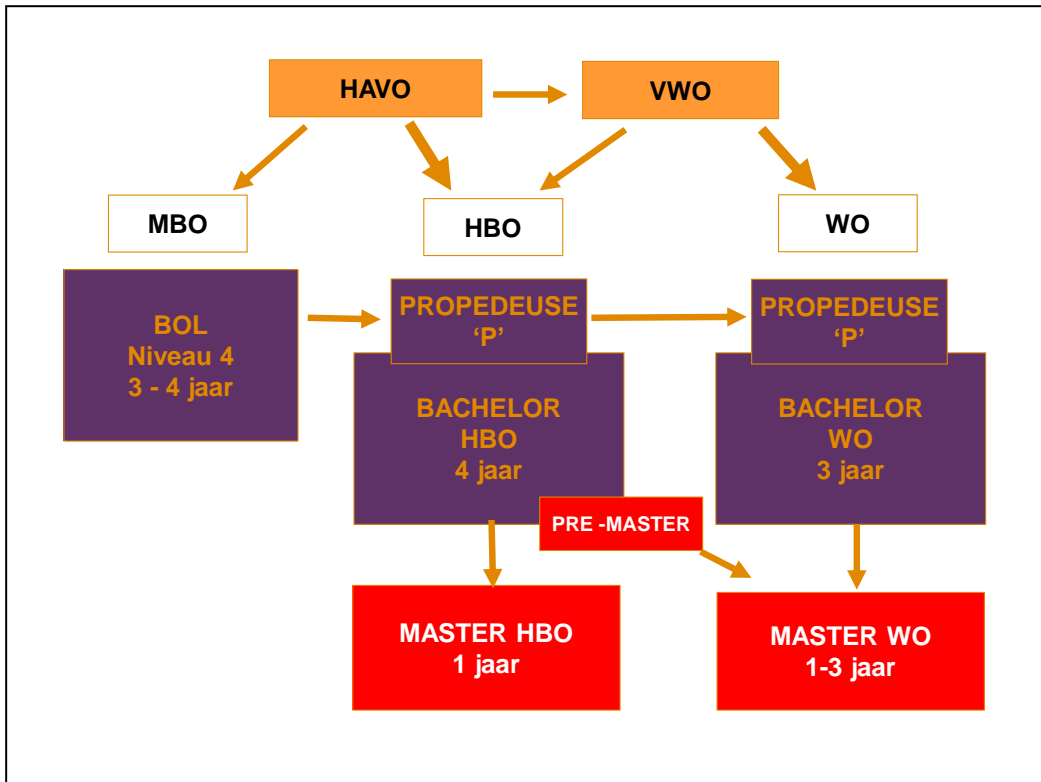 HAVO
VWO
MBO
HBO
WO
BOL
Niveau 4
3 - 4 jaar
PROPEDEUSE
‘P’
PROPEDEUSE
‘P’
BACHELOR
HBO
4 jaar
BACHELOR
WO
3 jaar
PRE -MASTER
MASTER HBO
1 jaar
MASTER WO
1-3 jaar